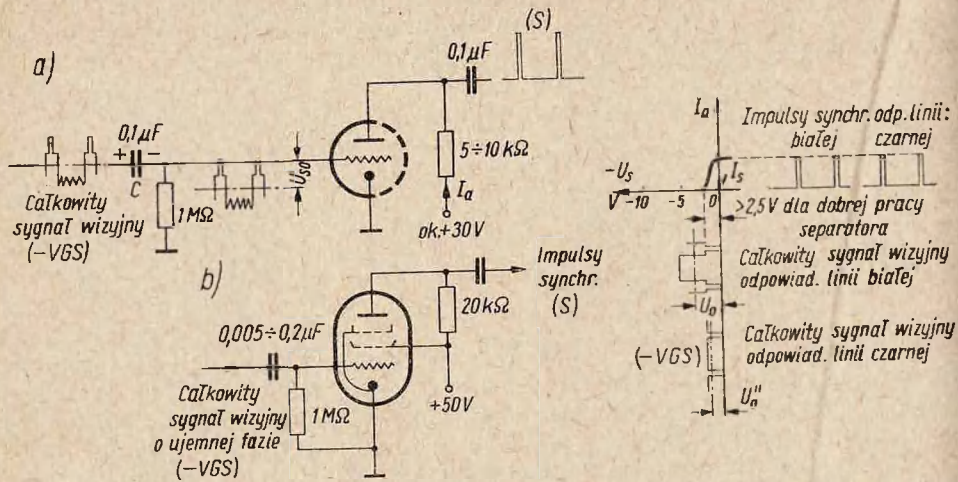 a)
0,1μF
(S)
0,1μF
+ −
C
Całkowity
sygnał wizyjny
(−VGS)
1MΩ
U_S0
5÷10 kΩ
I_a
ok.+30V
b)
0,005÷0,2μF
Całkowity
sygnał wizyjny
o ujemnej fazie
(−VGS)
1MΩ
20kΩ
+50V
Impulsy
synchr.
(S)
I_a
Impulsy synchr. odp. linii:
białej czarnej
−U_s
I_s
V −10 −5 0
>2,5V dla dobrej pracy
separatora
Całkowity sygnał wizyjny
odpowiad. linii białej
(−VGS)
Całkowity sygnał wizyjny
odpowiad. linii czarnej